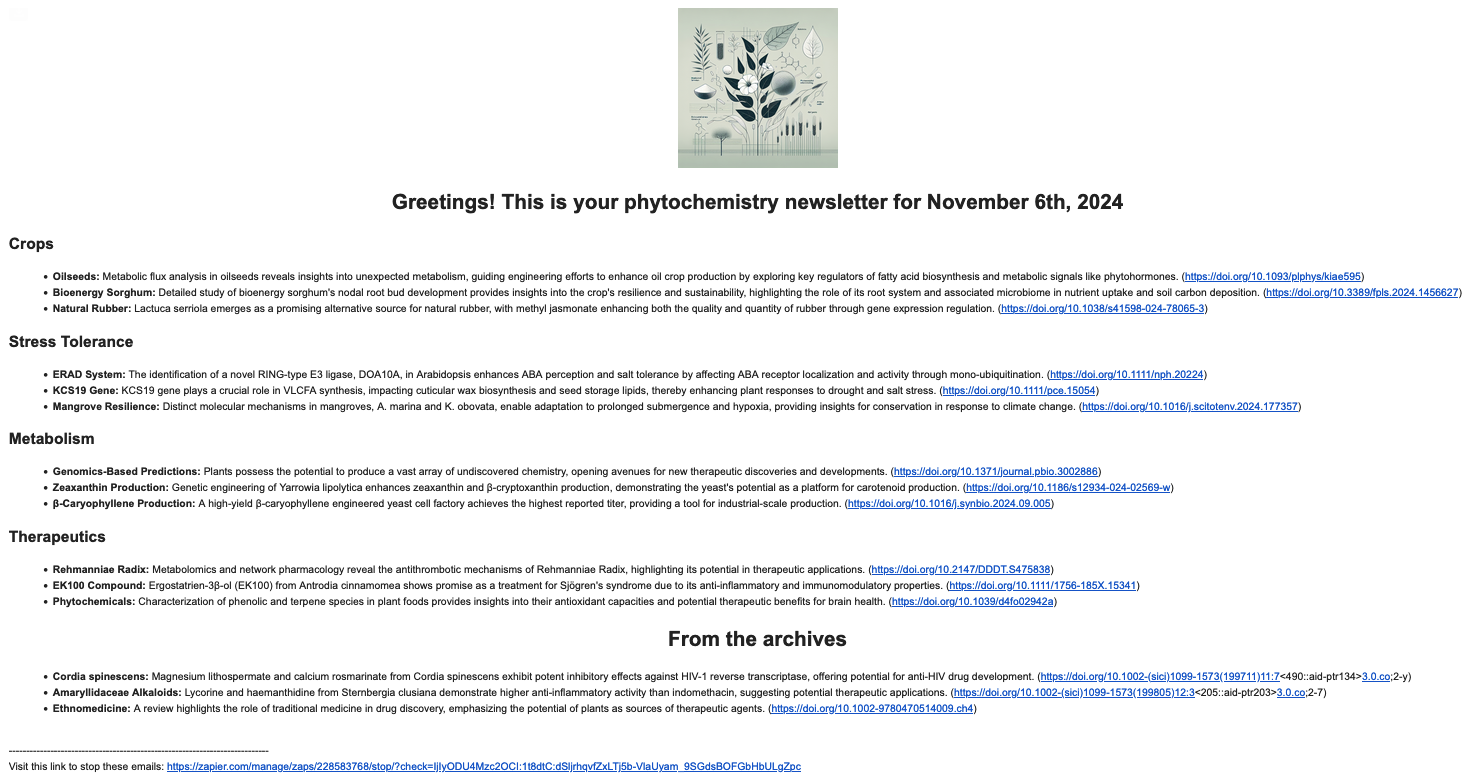 Greetings! This is your phytochemistry newsletter for November 6th, 2024
Crops
• Oilseeds: Metabolic flux analysis in oilseeds reveals insights into unexpected metabolism, guiding engineering efforts to enhance oil crop production by exploring key regulators of fatty acid biosynthesis and metabolic signals like phytohormones. (https://doi.org/10.1093/plphys/kiae595)
• Bioenergy Sorghum: Detailed study of bioenergy sorghum's nodal root bud development provides insights into the crop's resilience and sustainability, highlighting the role of its root system and associated microbiome in nutrient uptake and soil carbon deposition. (https://doi.org/10.3389/fpls.2024.1456627)
• Natural Rubber: Lactuca serriola emerges as a promising alternative source for natural rubber, with methyl jasmonate enhancing both the quality and quantity of rubber through gene expression regulation. (https://doi.org/10.1038/s41598-024-78065-3)
Stress Tolerance
• ERAD System: The identification of a novel RING-type E3 ligase, DOA10A, in Arabidopsis enhances ABA perception and salt tolerance by affecting ABA receptor localization and activity through mono-ubiquitination. (https://doi.org/10.1111/nph.20224)
• KCS19 Gene: KCS19 gene plays a crucial role in VLCFA synthesis, impacting cuticular wax biosynthesis and seed storage lipids, thereby enhancing plant responses to drought and salt stress. (https://doi.org/10.1111/pce.15054)
• Mangrove Resilience: Distinct molecular mechanisms in mangroves, A. marina and K. obovata, enable adaptation to prolonged submergence and hypoxia, providing insights for conservation in response to climate change. (https://doi.org/10.1016/j.scitotenv.2024.177357)
Metabolism
• Genomics-Based Predictions: Plants possess the potential to produce a vast array of undiscovered chemistry, opening avenues for new therapeutic discoveries and developments. (https://doi.org/10.1371/journal.pbio.3002886)
• Zeaxanthin Production: Genetic engineering of Yarrowia lipolytica enhances zeaxanthin and β-cryptoxanthin production, demonstrating the yeast's potential as a platform for carotenoid production. (https://doi.org/10.1186/s12934-024-02569-w)
• β-Caryophyllene Production: A high-yield β-caryophyllene engineered yeast cell factory achieves the highest reported titer, providing a tool for industrial-scale production. (https://doi.org/10.1016/j.synbio.2024.09.005)
Therapeutics
• Rehmanniae Radix: Metabolomics and network pharmacology reveal the antithrombotic mechanisms of Rehmanniae Radix, highlighting its potential in therapeutic applications. (https://doi.org/10.2147/DDDT.S475838)
• EK100 Compound: Ergostatrien-3β-ol (EK100) from Antrodia cinnamomea shows promise as a treatment for Sjögren's syndrome due to its anti-inflammatory and immunomodulatory properties. (https://doi.org/10.1111/1756-185X.15341)
• Phytochemicals: Characterization of phenolic and terpene species in plant foods provides insights into their antioxidant capacities and potential therapeutic benefits for brain health. (https://doi.org/10.1039/d4fo02942a)
From the archives
• Cordia spinescens: Magnesium lithospermate and calcium rosmarinate from Cordia spinescens exhibit potent inhibitory effects against HIV-1 reverse transcriptase, offering potential for anti-HIV drug development. (https://doi.org/10.1002-(sici)1099-1573(199711)11:7<490::aid-ptr134>3.0.co;2-y)
• Amaryllidaceae Alkaloids: Lycorine and haemanthidine from Sternbergia clusiana demonstrate higher anti-inflammatory activity than indomethacin, suggesting potential therapeutic applications. (https://doi.org/10.1002-(sici)1099-1573(199805)12:3<205::aid-ptr203>3.0.co;2-7)
• Ethnomedicine: A review highlights the role of traditional medicine in drug discovery, emphasizing the potential of plants as sources of therapeutic agents. (https://doi.org/10.1002-9780470514009.ch4)
--------------------------------------------------------------------------
Visit this link to stop these emails: https://zapier.com/manage/zaps/228583768/stop/?check=IjIyODU4Mzc2OCI:1t8dtC:dSljrhqvfZxLTj5b-VlaUyam_9SGdsBOFGbHbULgZpc